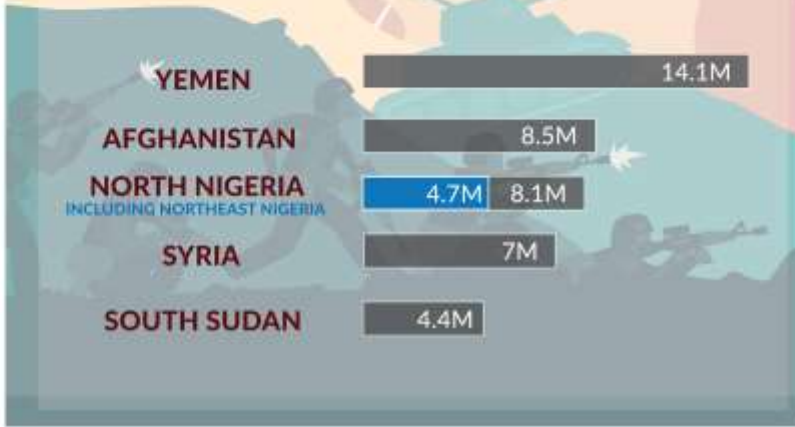 YEMEN 14.1M
AFGHANISTAN 8.5M
NORTH NIGERIA 4.7M 8.1M
INCLUDING NORTHEAST NIGERIA
SYRIA 7M
SOUTH SUDAN 4.4M